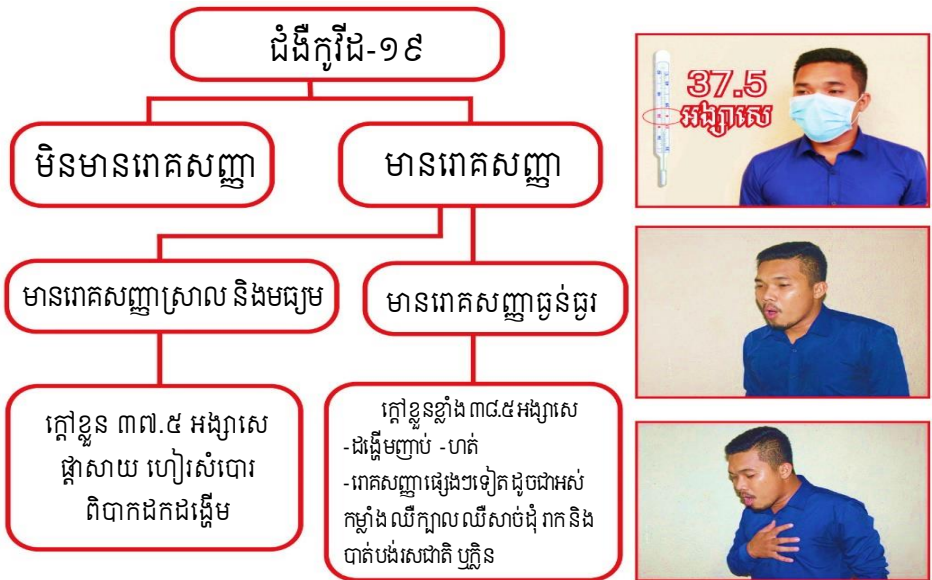 ជំងឺកូវីដ-១៩
មិនមានរោគសញ្ញា
មានរោគសញ្ញា
មានរោគសញ្ញាស្រាល និងមធ្យម
មានរោគសញ្ញាធ្ងន់ធ្ងរ
ក្តៅខ្លួន ៣៧.៥ អង្សាសេ
ផ្តាសាយ ហៀរសំបោរ
ពិបាកដកដង្ហើម
ក្តៅខ្លួនខ្លាំង ៣៨.៥អង្សាសេ
-ដង្ហើមញាប់ -ហត់
-រោគសញ្ញាផ្សេងៗទៀត ដូចជាអស់
កម្លាំង ឈឺក្បាល ឈឺសាច់ដុំ រាក និង
បាត់បង់រសជាតិ ឬក្លិន
37.5
អង្សាសេ